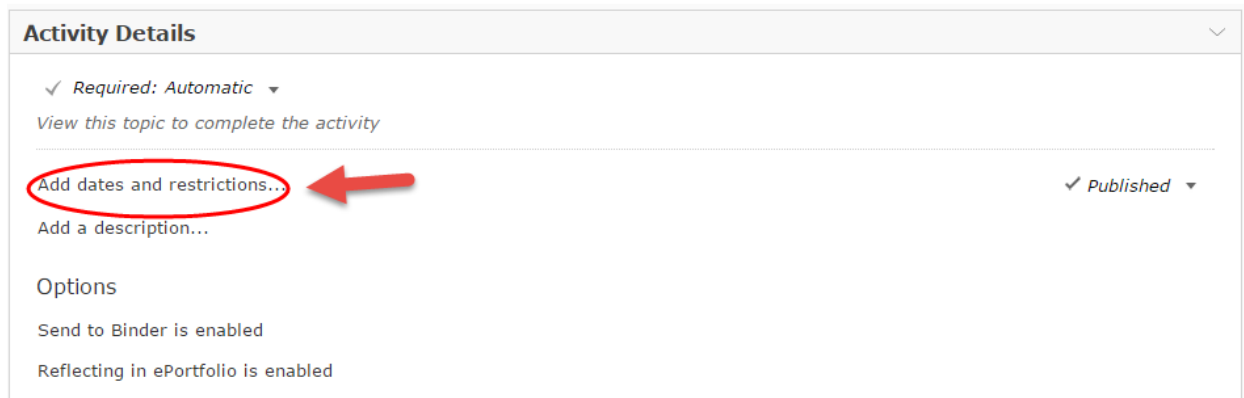 Activity Details
Required: Automatic
View this topic to complete the activity
Add dates and restrictions...
Published
Add a description...
Options
Send to Binder is enabled
Reflecting in ePortfolio is enabled